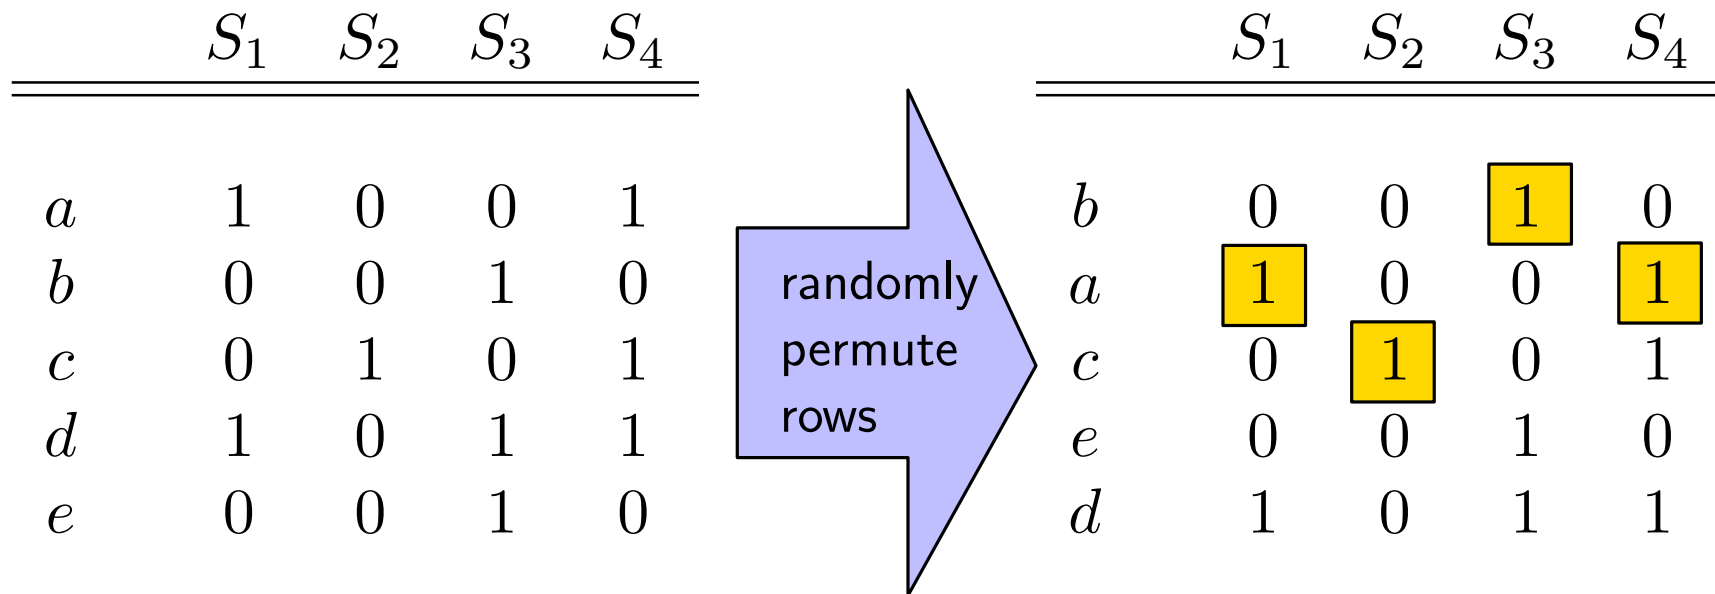 S₁ S₂ S₃ S₄
a 1 0 0 1
b 0 0 1 0
c 0 1 0 1
d 1 0 1 1
e 0 0 1 0
randomly
permute
rows
S₁ S₂ S₃ S₄
b 0 0 1 0
a 1 0 0 1
c 0 1 0 1
e 0 0 1 0
d 1 0 1 1